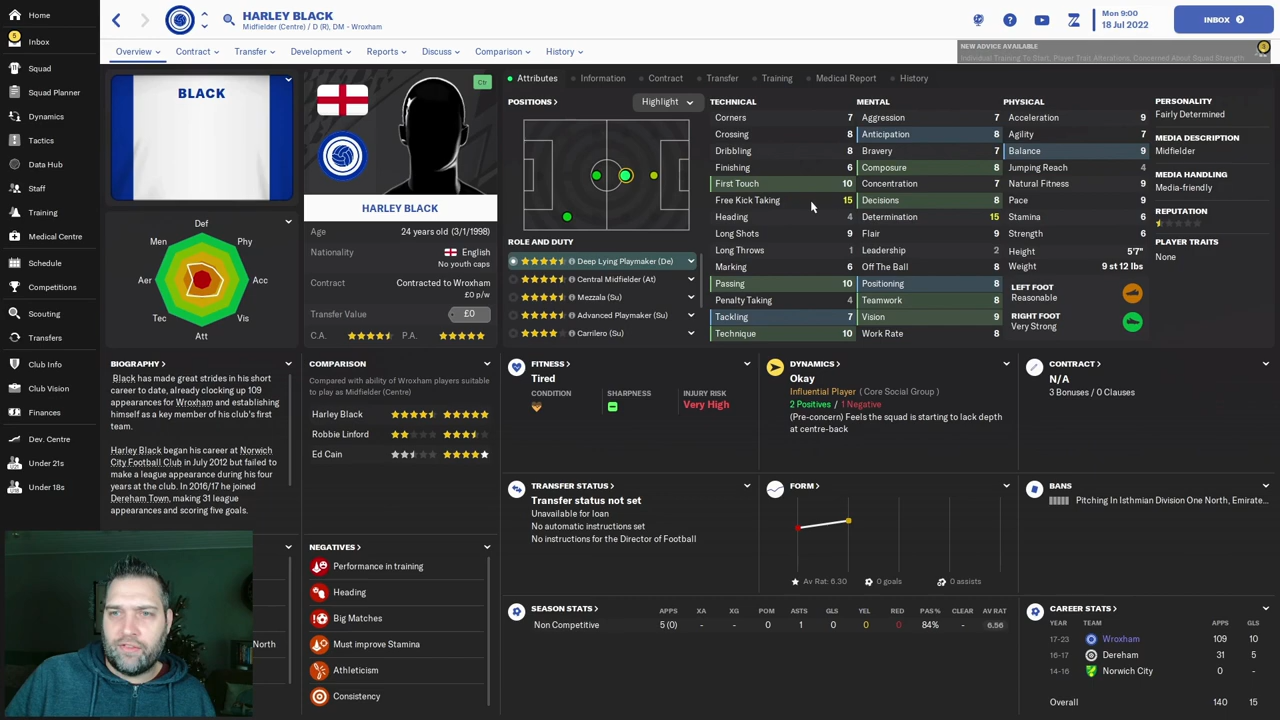 Home
5
Inbox
Squad
Squad Planner
Dynamics
Tactics
Data Hub
Staff
Training
Medical Centre
Schedule
Competitions
Scouting
Transfers
Club Info
Club Vision
Finances
Dev. Centre
Under 21s
Under 18s
HARLEY BLACK
Midfielder (Centre) / D (R), DM - Wroxham
Mon 9:00
18 Jul 2022
INBOX
Overview
Contract
Transfer
Development
Reports
Discuss
Comparison
History
NEW ADVICE AVAILABLE
Individual Training To Start, Player Trait Alterations, Concerned About Squad Strength
BLACK
Def
Men
Phy
Aer
Acc
Tec
Vis
Att
Ctr
HARLEY BLACK
Age 24 years old (3/1/1998)
Nationality English
No youth caps
Contract Contracted to Wroxham
£0 p/w
Transfer Value £0
C.A. P.A.
Attributes
Information
Contract
Transfer
Training
Medical Report
History
POSITIONS
Highlight
ROLE AND DUTY
Deep Lying Playmaker (De)
Central Midfielder (At)
Mezzala (Su)
Advanced Playmaker (Su)
Carrilero (Su)
TECHNICAL
Corners 7
Crossing 8
Dribbling 8
Finishing 6
First Touch 10
Free Kick Taking 15
Heading 4
Long Shots 9
Long Throws 1
Marking 6
Passing 10
Penalty Taking 4
Tackling 7
Technique 10
MENTAL
Aggression 7
Anticipation 8
Bravery 7
Composure 8
Concentration 7
Decisions 8
Determination 15
Flair 9
Leadership 2
Off The Ball 8
Positioning 8
Teamwork 8
Vision 9
Work Rate 8
PHYSICAL
Acceleration 9
Agility 7
Balance 9
Jumping Reach 4
Natural Fitness 9
Pace 9
Stamina 6
Strength 6
Height 5'7"
Weight 9 st 12 lbs
LEFT FOOT
Reasonable
RIGHT FOOT
Very Strong
PERSONALITY
Fairly Determined
MEDIA DESCRIPTION
Midfielder
MEDIA HANDLING
Media-friendly
REPUTATION
PLAYER TRAITS
None
BIOGRAPHY
Black has made great strides in his short
career to date, already clocking up 109
appearances for Wroxham and establishing
himself as a key member of his club's first
team.
Harley Black began his career at Norwich
City Football Club in July 2012 but failed to
make a league appearance during his four
years at the club. In 2016/17 he joined
Dereham Town, making 31 league
appearances and scoring five goals.
North
COMPARISON
Compared with ability of Wroxham players suitable
to play as Midfielder (Centre)
Harley Black
Robbie Linford
Ed Cain
NEGATIVES
Performance in training
Heading
Big Matches
Must improve Stamina
Athleticism
Consistency
FITNESS
Tired
CONDITION
SHARPNESS
INJURY RISK
Very High
DYNAMICS
Okay
Influential Player ( Core Social Group )
2 Positives / 1 Negative
(Pre-concern) Feels the squad is starting to lack depth
at centre-back
CONTRACT
N/A
3 Bonuses / 0 Clauses
TRANSFER STATUS
Transfer status not set
Unavailable for loan
No automatic instructions set
No instructions for the Director of Football
FORM
Av Rat: 6.30
0 goals
0 assists
BANS
Pitching In Isthmian Division One North, Emirate...
SEASON STATS APPS XA XG POM ASTS GLS YEL RED PAS% CLEAR AV RAT
Non Competitive 5 (0) - - 0 1 0 0 0 84% - 6.56
CAREER STATS
YEAR TEAM APPS GLS
17-23 Wroxham 109 10
16-17 Dereham 31 5
14-16 Norwich City 0 -
Overall 140 15